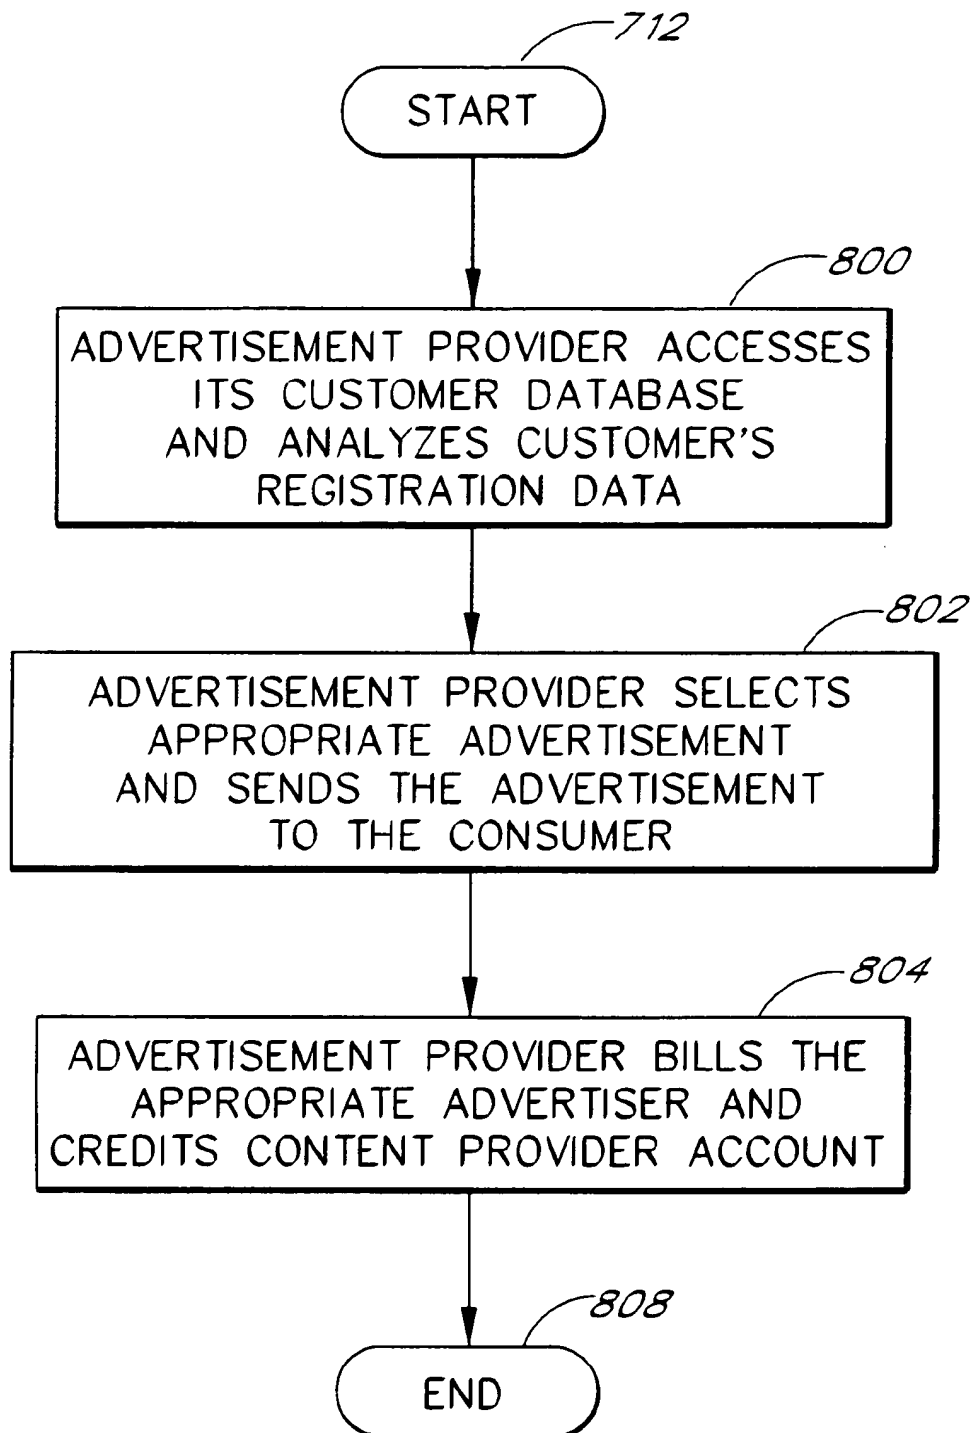 712
START
800
ADVERTISEMENT PROVIDER ACCESSES
ITS CUSTOMER DATABASE
AND ANALYZES CUSTOMER'S
REGISTRATION DATA
802
ADVERTISEMENT PROVIDER SELECTS
APPROPRIATE ADVERTISEMENT
AND SENDS THE ADVERTISEMENT
TO THE CONSUMER
804
ADVERTISEMENT PROVIDER BILLS THE
APPROPRIATE ADVERTISER AND
CREDITS CONTENT PROVIDER ACCOUNT
808
END